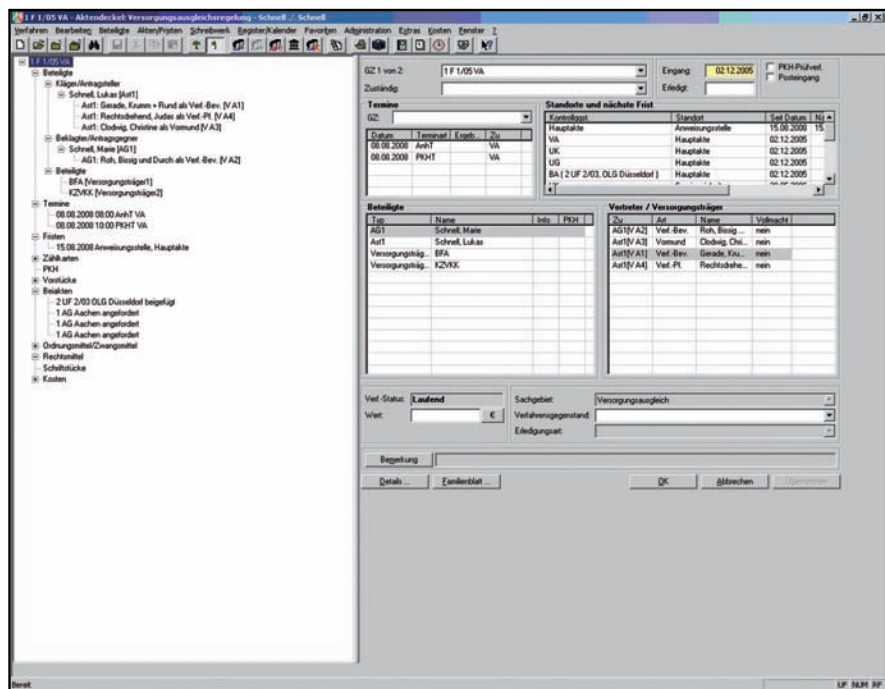 1 F 1/05 VA - Aktendeckel: Versorgungsausgleichsregelung - Schnell ./. Schnell
Verfahren Bearbeiten Beteiligte Akten/Fristen Schreibwerk Register/Kalender Favoriten Administration Extras Kosten Fenster ?
1 F 1/05 VA
Beteiligte
Kläger/Antragsteller
Schnell, Lukas [Ast1]
Ast1: Gerade, Krumm + Rund als Verf.-Bev. [V A1]
Ast1: Rechtsdrehend, Judas als Verf.-Pf. [V A4]
Ast1: Clodwig, Christine als Vormund [V A3]
Beklagter/Antragsgegner
Schnell, Marie [AG1]
AG1: Roh, Bissig und Durch als Verf.-Bev. [V A2]
Beteiligte
BFA [Versorgungsträger1]
KZVKK [Versorgungsträger2]
Termine
08.08.2008 08:00 AnhT VA
08.08.2008 10:00 PKHT VA
Fristen
15.08.2008 Anweisungsstelle, Hauptakte
Zählkarten
PKH
Vorstücke
Beiakten
2 UF 2/03 OLG Düsseldorf beigefügt
1 AG Aachen angefordert
1 AG Aachen angefordert
1 AG Aachen angefordert
Ordnungsmittel/Zwangsmittel
Rechtsmittel
Schriftstücke
Kosten
GZ 1 von 2: 1 F 1/05 VA
Zuständig:
Eingang: 02.12.2005
Erledigt:
PKH-Prüfverf.
Posteingang
Termine
GZ:
Datum Terminart Ergeb... Zu
08.08.2008 AnhT VA
08.08.2008 PKHT VA
Standorte und nächste Frist
Kontrollgst. Standort Seit Datum
Hauptakte Anweisungsstelle 15.08.2008 15.
VA Hauptakte 02.12.2005
UK Hauptakte 02.12.2005
UG Hauptakte 02.12.2005
BA ( 2 UF 2/03, OLG Düsseldorf ) Hauptakte 02.12.2005
Beteiligte
Typ Name Info PKH
AG1 Schnell, Marie
Ast1 Schnell, Lukas
Versorgungsträg... BFA
Versorgungsträg... KZVKK
Vertreter / Versorgungsträger
Zu Art Name Vollmacht
AG1[V A2] Verf.-Bev. Roh, Bissig ... nein
Ast1[V A3] Vormund Clodwig, Chri... nein
Ast1[V A1] Verf.-Bev. Gerade, Kru... nein
Ast1[V A4] Verf.-Pf. Rechtsdrehe... nein
Verf.-Status: Laufend
Wert: €
Sachgebiet: Versorgungsausgleich
Verfahrensgegenstand:
Erledigungsart:
Bemerkung
Details ... Familienblatt ... OK Abbrechen Übernehmen
Bereit UF NUM RF